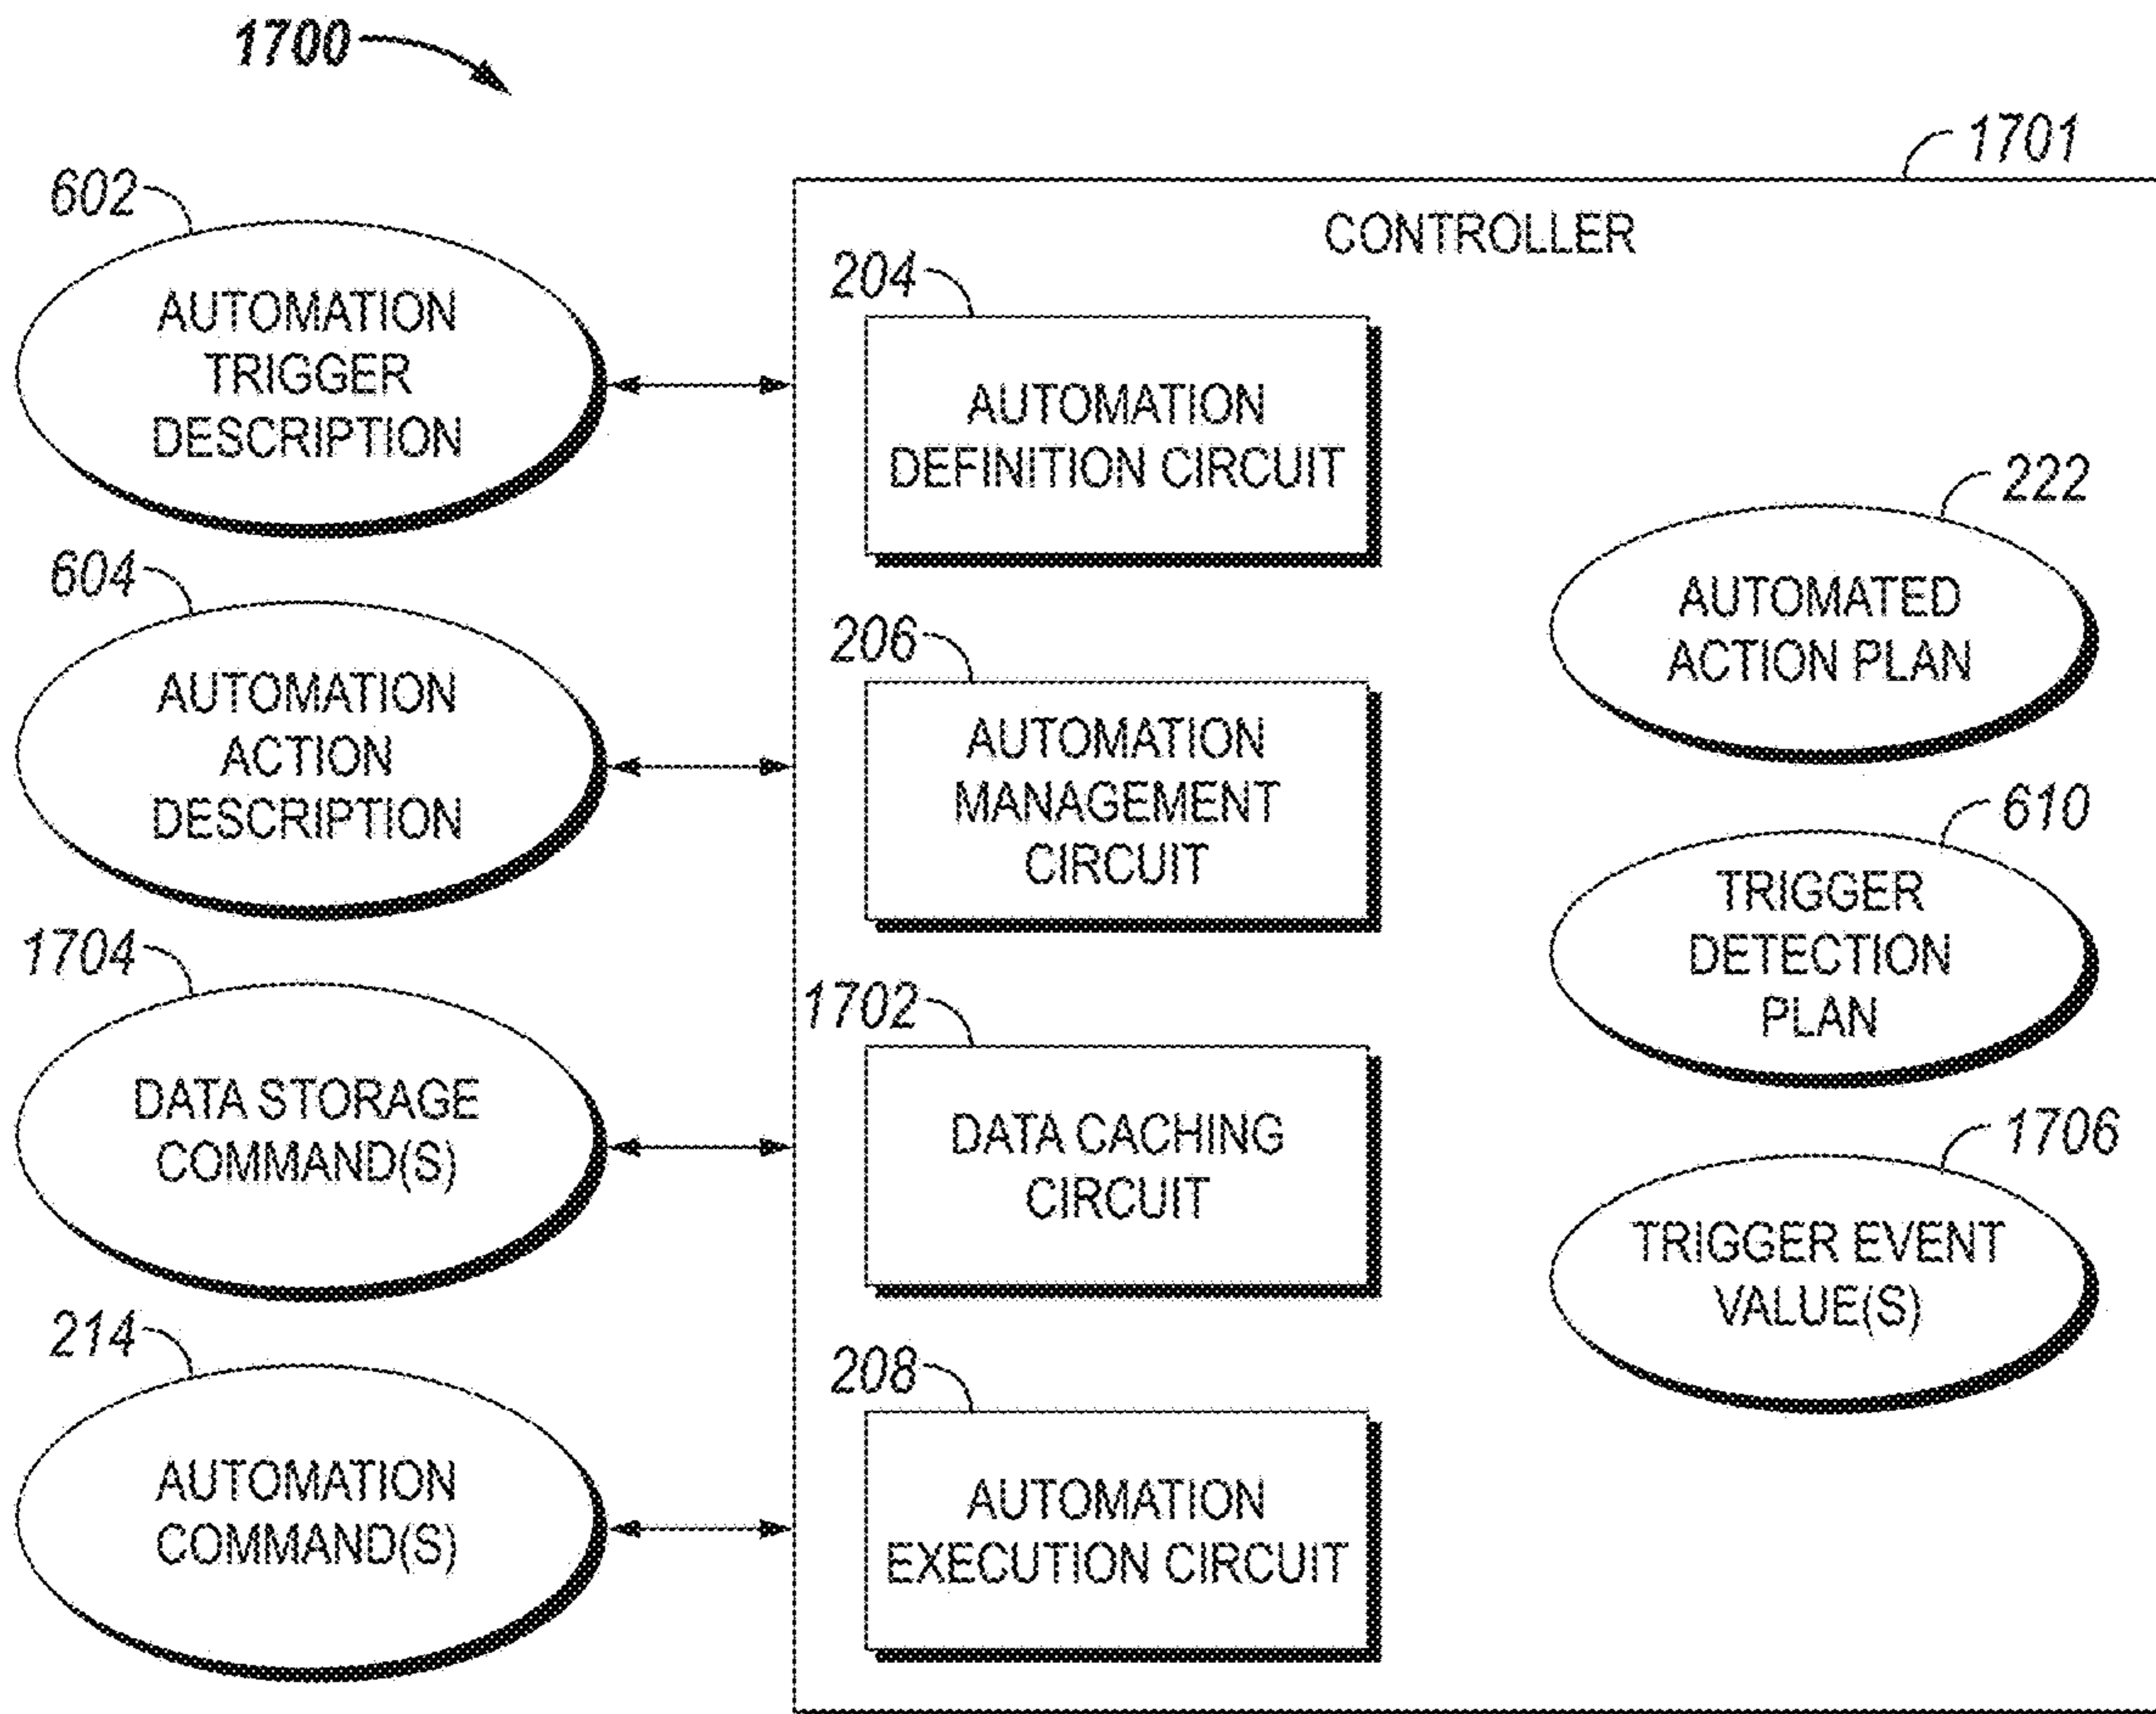 1700
1701
602
CONTROLLER
204
AUTOMATION
TRIGGER
DESCRIPTION
AUTOMATION
DEFINITION CIRCUIT
222
AUTOMATED
ACTION PLAN
604
206
AUTOMATION
ACTION
DESCRIPTION
AUTOMATION
MANAGEMENT
CIRCUIT
610
TRIGGER
DETECTION
PLAN
1704
1702
DATA STORAGE
COMMAND(S)
DATA CACHING
CIRCUIT
1706
TRIGGER EVENT
VALUE(S)
214
208
AUTOMATION
COMMAND(S)
AUTOMATION
EXECUTION CIRCUIT